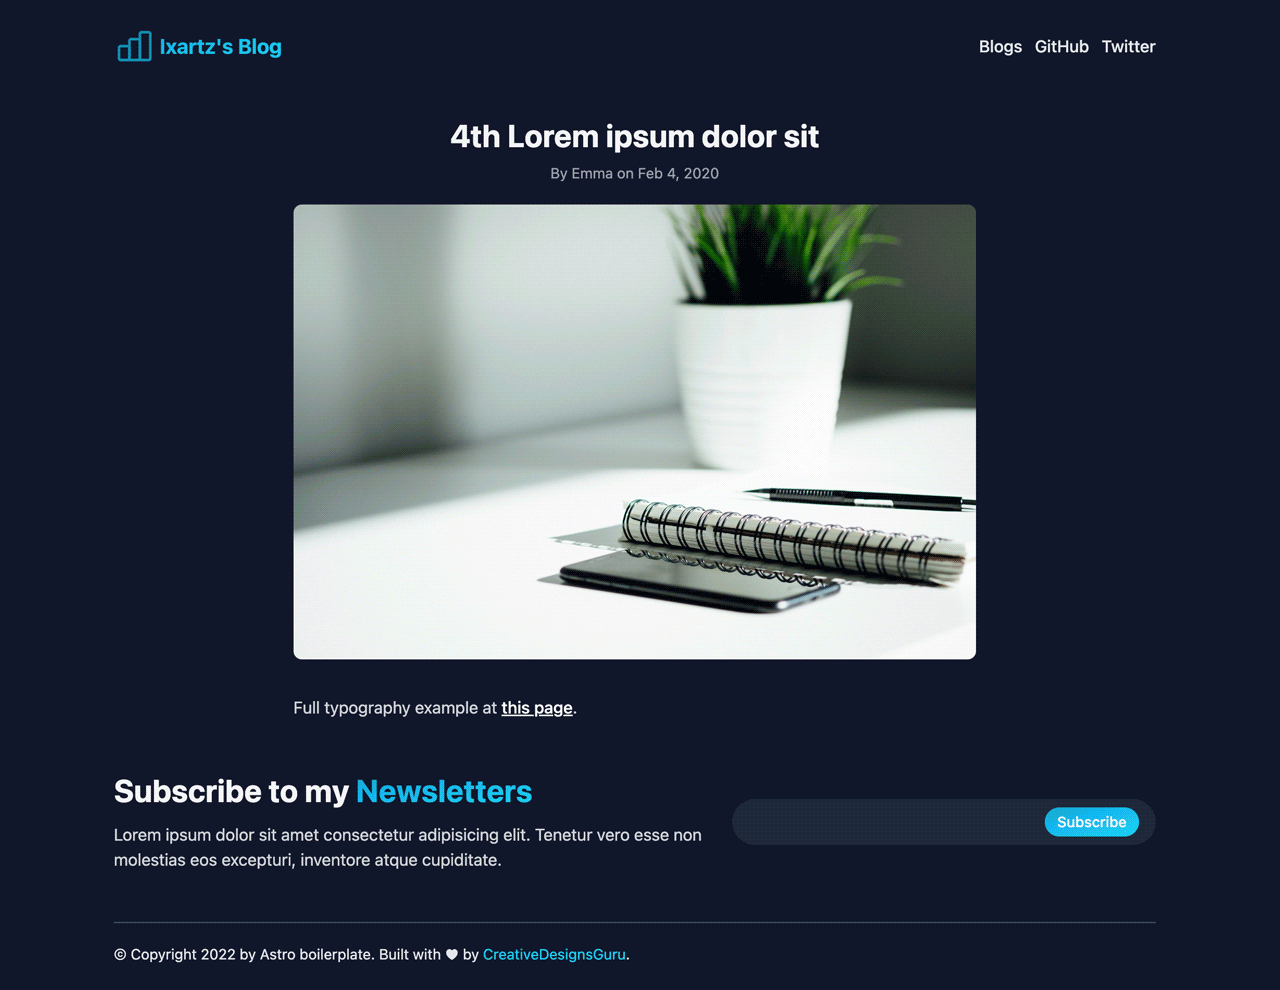 Ixartz's Blog
Blogs GitHub Twitter
4th Lorem ipsum dolor sit
By Emma on Feb 4, 2020
Full typography example at this page.
Subscribe to my Newsletters
Lorem ipsum dolor sit amet consectetur adipisicing elit. Tenetur vero esse non
molestias eos excepturi, inventore atque cupiditate.
Subscribe
© Copyright 2022 by Astro boilerplate. Built with ♥ by CreativeDesignsGuru.